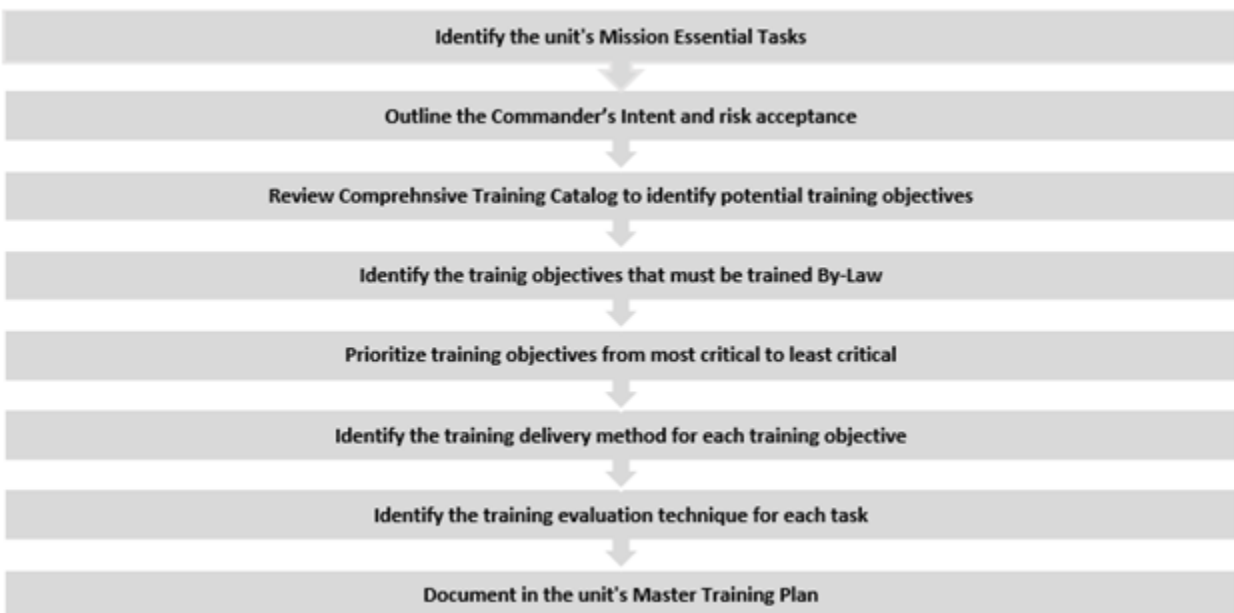 Identify the unit's Mission Essential Tasks
Outline the Commander’s Intent and risk acceptance
Review Comprehnsive Training Catalog to identify potential training objectives
Identify the trainig objectives that must be trained By-Law
Prioritize training objectives from most critical to least critical
Identify the training delivery method for each training objective
Identify the training evaluation technique for each task
Document in the unit's Master Training Plan